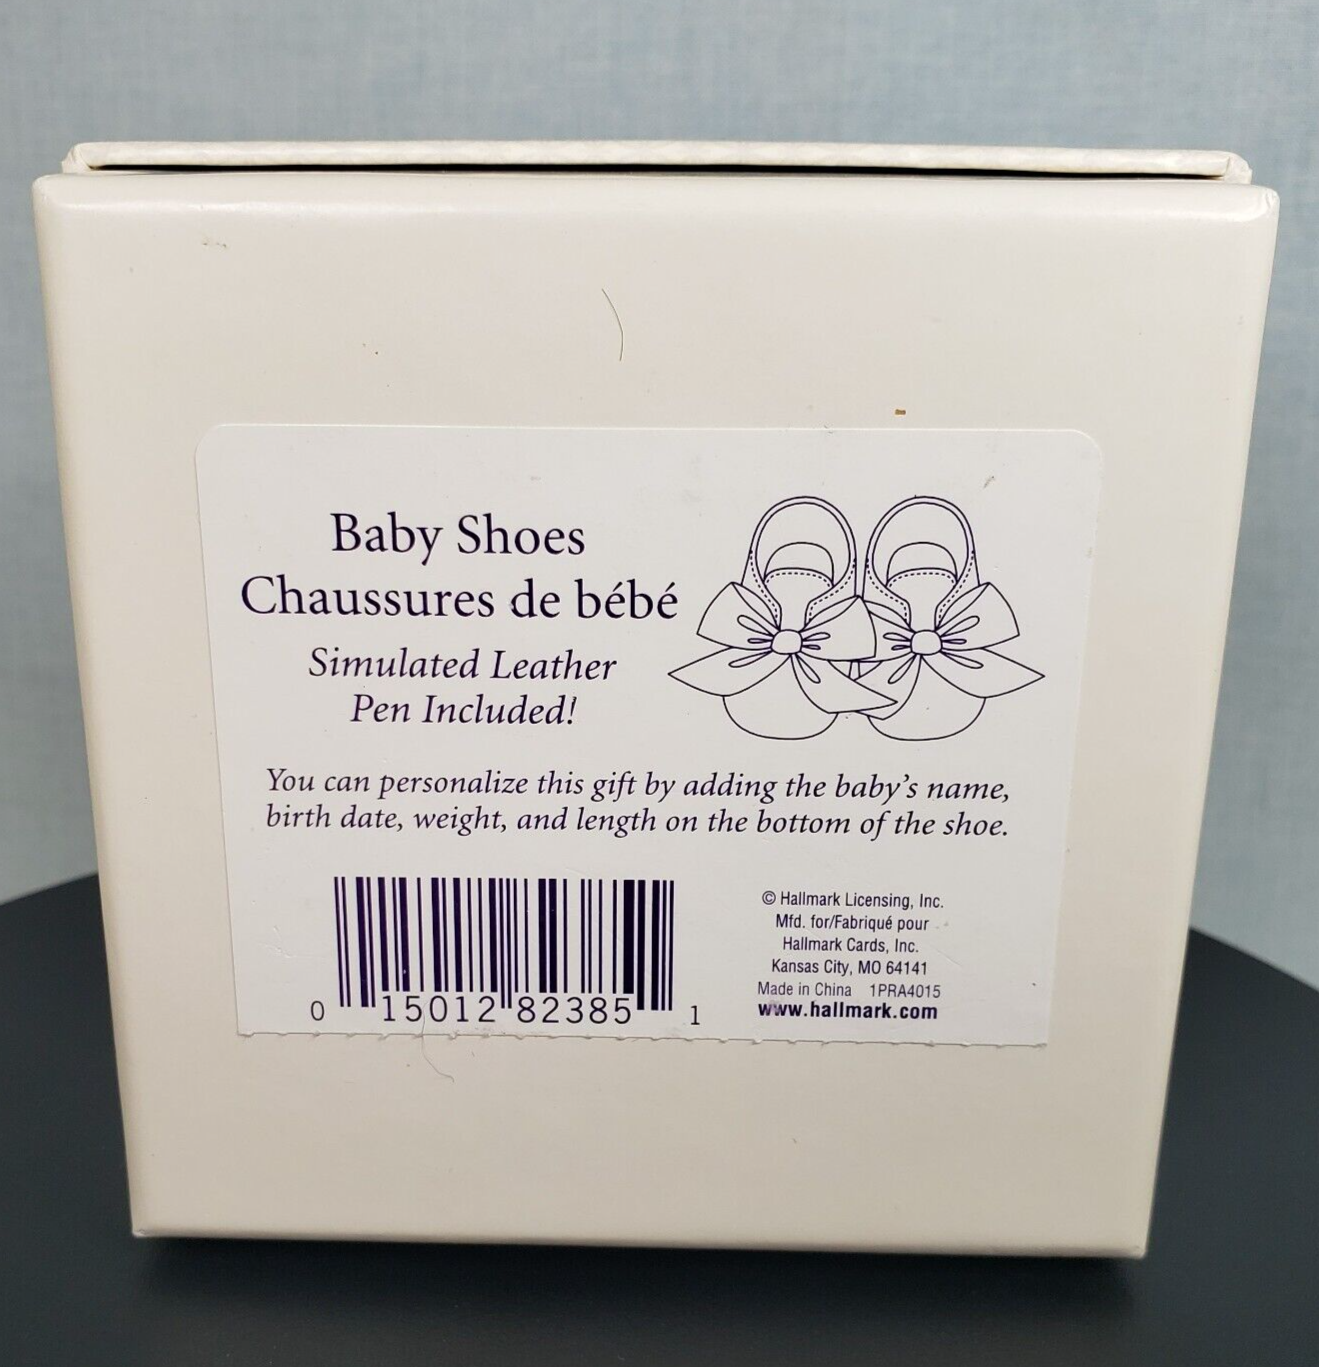 Baby Shoes
Chaussures de bébé
Simulated Leather
Pen Included!
You can personalize this gift by adding the baby's name,
birth date, weight, and length on the bottom of the shoe.
0 15012 82385 1
© Hallmark Licensing, Inc.
Mfd. for/Fabriqué pour
Hallmark Cards, Inc.
Kansas City, MO 64141
Made in China 1PRA4015
www.hallmark.com